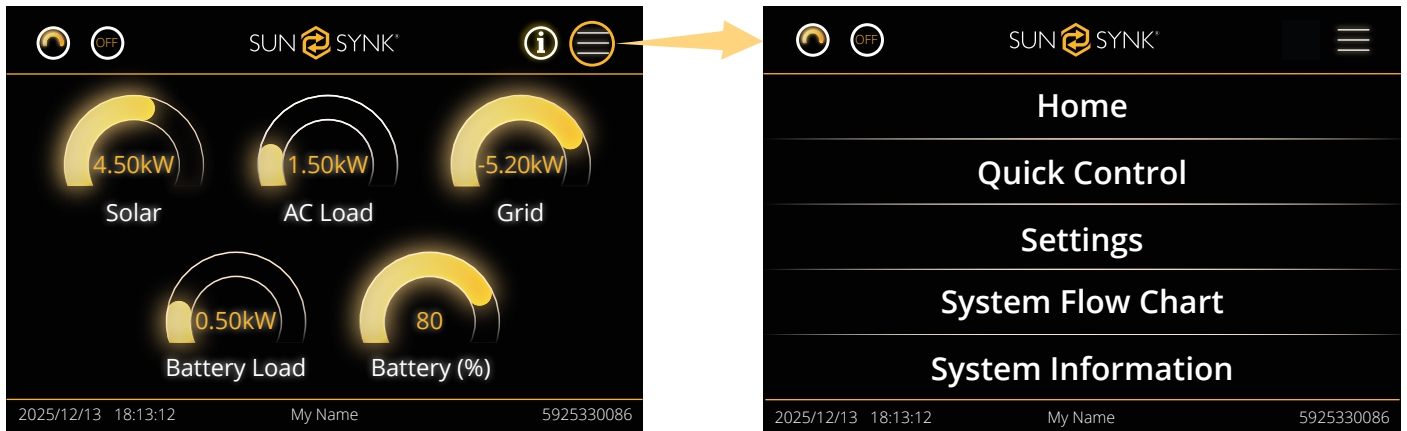 OFF
SUN SYNK®
i
4.50kW
1.50kW
-5.20kW
Solar
AC Load
Grid
0.50kW
80
Battery Load
Battery (%)
2025/12/13 18:13:12
My Name
5925330086
OFF
SUN SYNK®
Home
Quick Control
Settings
System Flow Chart
System Information
2025/12/13 18:13:12
My Name
5925330086